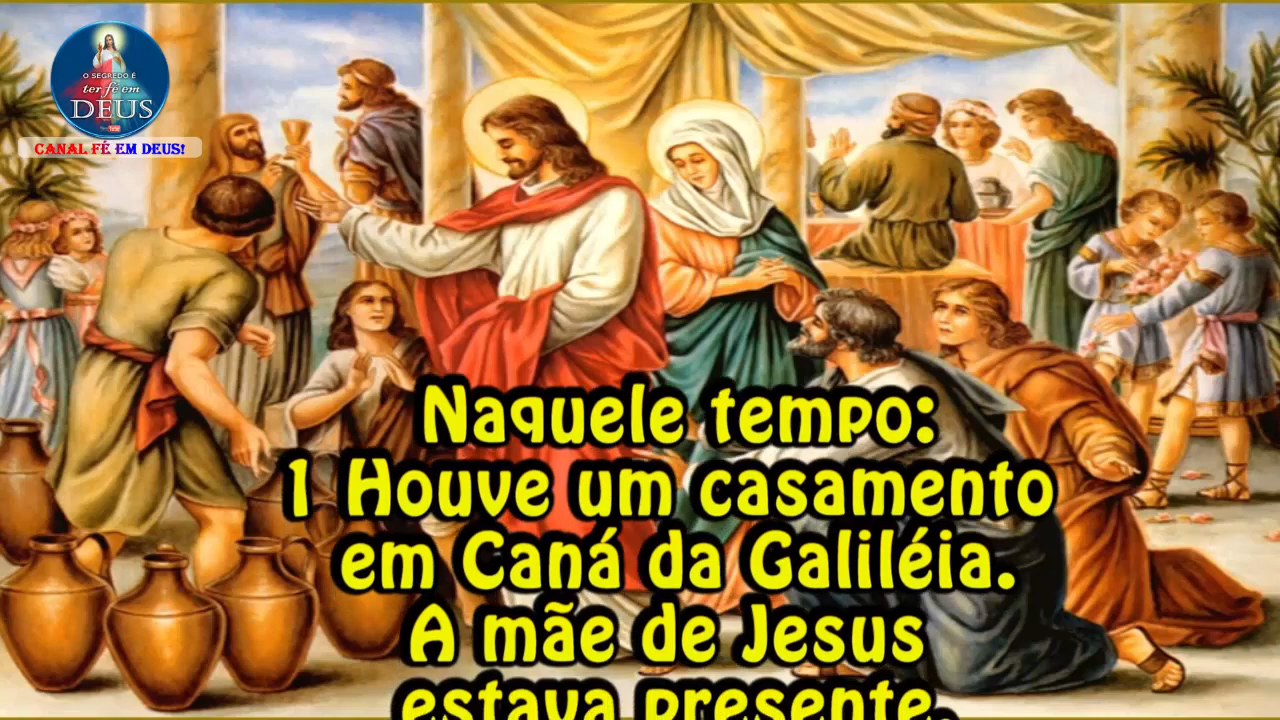 O SEGREDO É
ter fé em
DEUS
CANAL FÉ EM DEUS!
Naquele tempo:
1 Houve um casamento
em Caná da Galiléia.
A mãe de Jesus
estava presente.